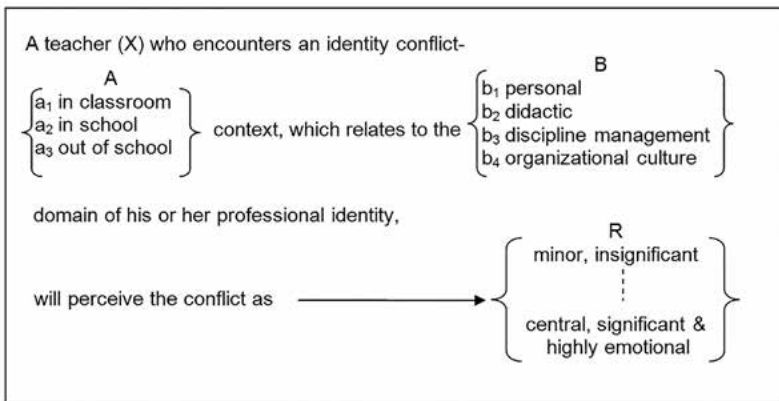 A teacher (X) who encounters an identity conflict-
A
a1 in classroom
a2 in school
a3 out of school
context, which relates to the
B
b1 personal
b2 didactic
b3 discipline management
b4 organizational culture
domain of his or her professional identity,
will perceive the conflict as
R
minor, insignificant
central, significant &
highly emotional